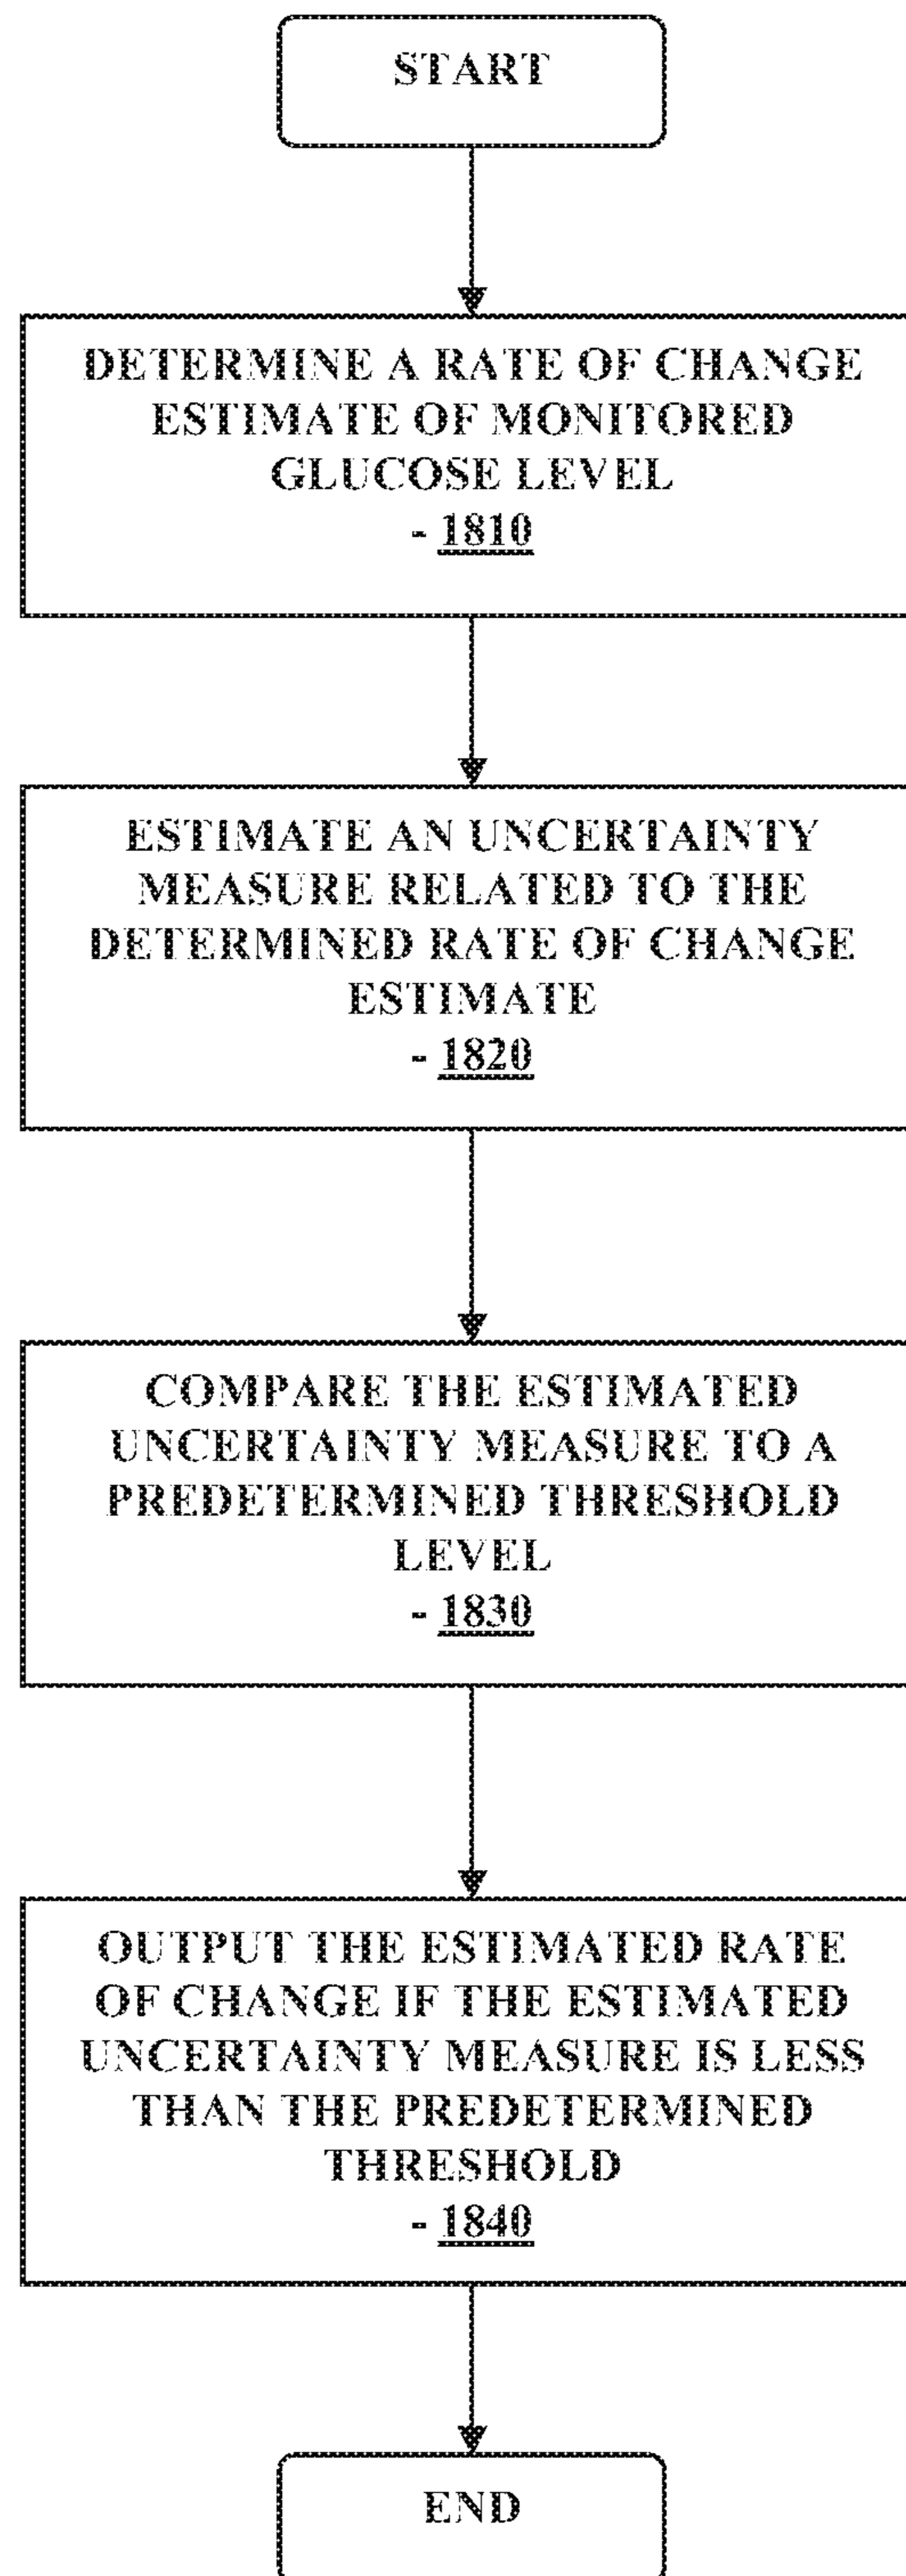 START
DETERMINE A RATE OF CHANGE
ESTIMATE OF MONITORED
GLUCOSE LEVEL
- 1810
ESTIMATE AN UNCERTAINTY
MEASURE RELATED TO THE
DETERMINED RATE OF CHANGE
ESTIMATE
- 1820
COMPARE THE ESTIMATED
UNCERTAINTY MEASURE TO A
PREDETERMINED THRESHOLD
LEVEL
- 1830
OUTPUT THE ESTIMATED RATE
OF CHANGE IF THE ESTIMATED
UNCERTAINTY MEASURE IS LESS
THAN THE PREDETERMINED
THRESHOLD
- 1840
END